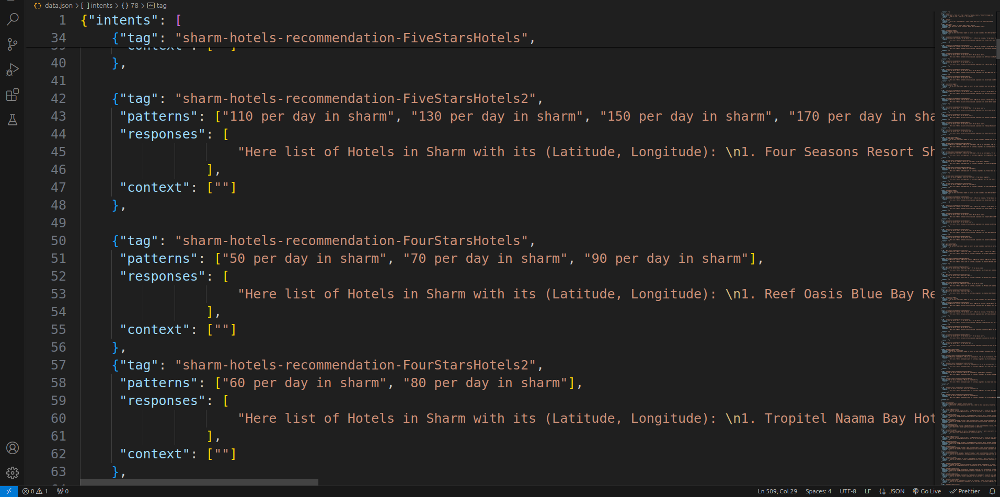 data.json > [ ] intents > { } 78 > abc tag
1 {"intents": [
34 {"tag": "sharm-hotels-recommendation-FiveStarsHotels",
39 "context": [""]
40 },
41
42 {"tag": "sharm-hotels-recommendation-FiveStarsHotels2",
43 "patterns": ["110 per day in sharm", "130 per day in sharm", "150 per day in sharm", "170 per day in sha
44 "responses": [
45 "Here list of Hotels in Sharm with its (Latitude, Longitude): \n1. Four Seasons Resort Sh
46 ],
47 "context": [""]
48 },
49
50 {"tag": "sharm-hotels-recommendation-FourStarsHotels",
51 "patterns": ["50 per day in sharm", "70 per day in sharm", "90 per day in sharm"],
52 "responses": [
53 "Here list of Hotels in Sharm with its (Latitude, Longitude): \n1. Reef Oasis Blue Bay Re
54 ],
55 "context": [""]
56 },
57 {"tag": "sharm-hotels-recommendation-FourStarsHotels2",
58 "patterns": ["60 per day in sharm", "80 per day in sharm"],
59 "responses": [
60 "Here list of Hotels in Sharm with its (Latitude, Longitude): \n1. Tropitel Naama Bay Hot
61 ],
62 "context": [""]
63 },
0 1 0 Ln 509, Col 29 Spaces: 4 UTF-8 LF {} JSON Go Live Prettier